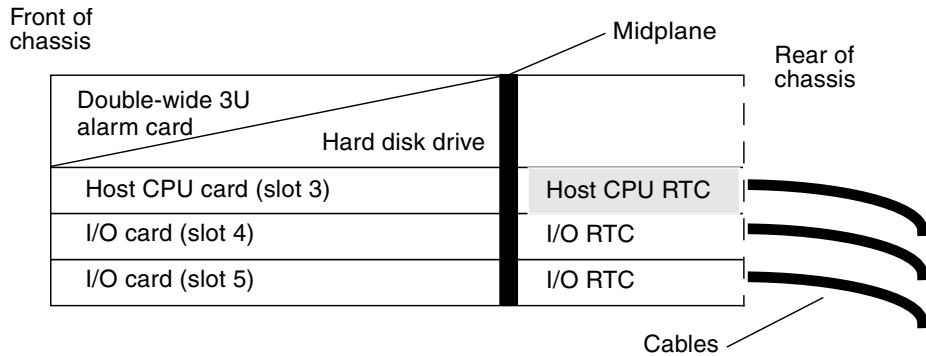 Front of
chassis
Midplane
Rear of
chassis
Double-wide 3U
alarm card
Hard disk drive
Host CPU card (slot 3)
Host CPU RTC
I/O card (slot 4)
I/O RTC
I/O card (slot 5)
I/O RTC
Cables